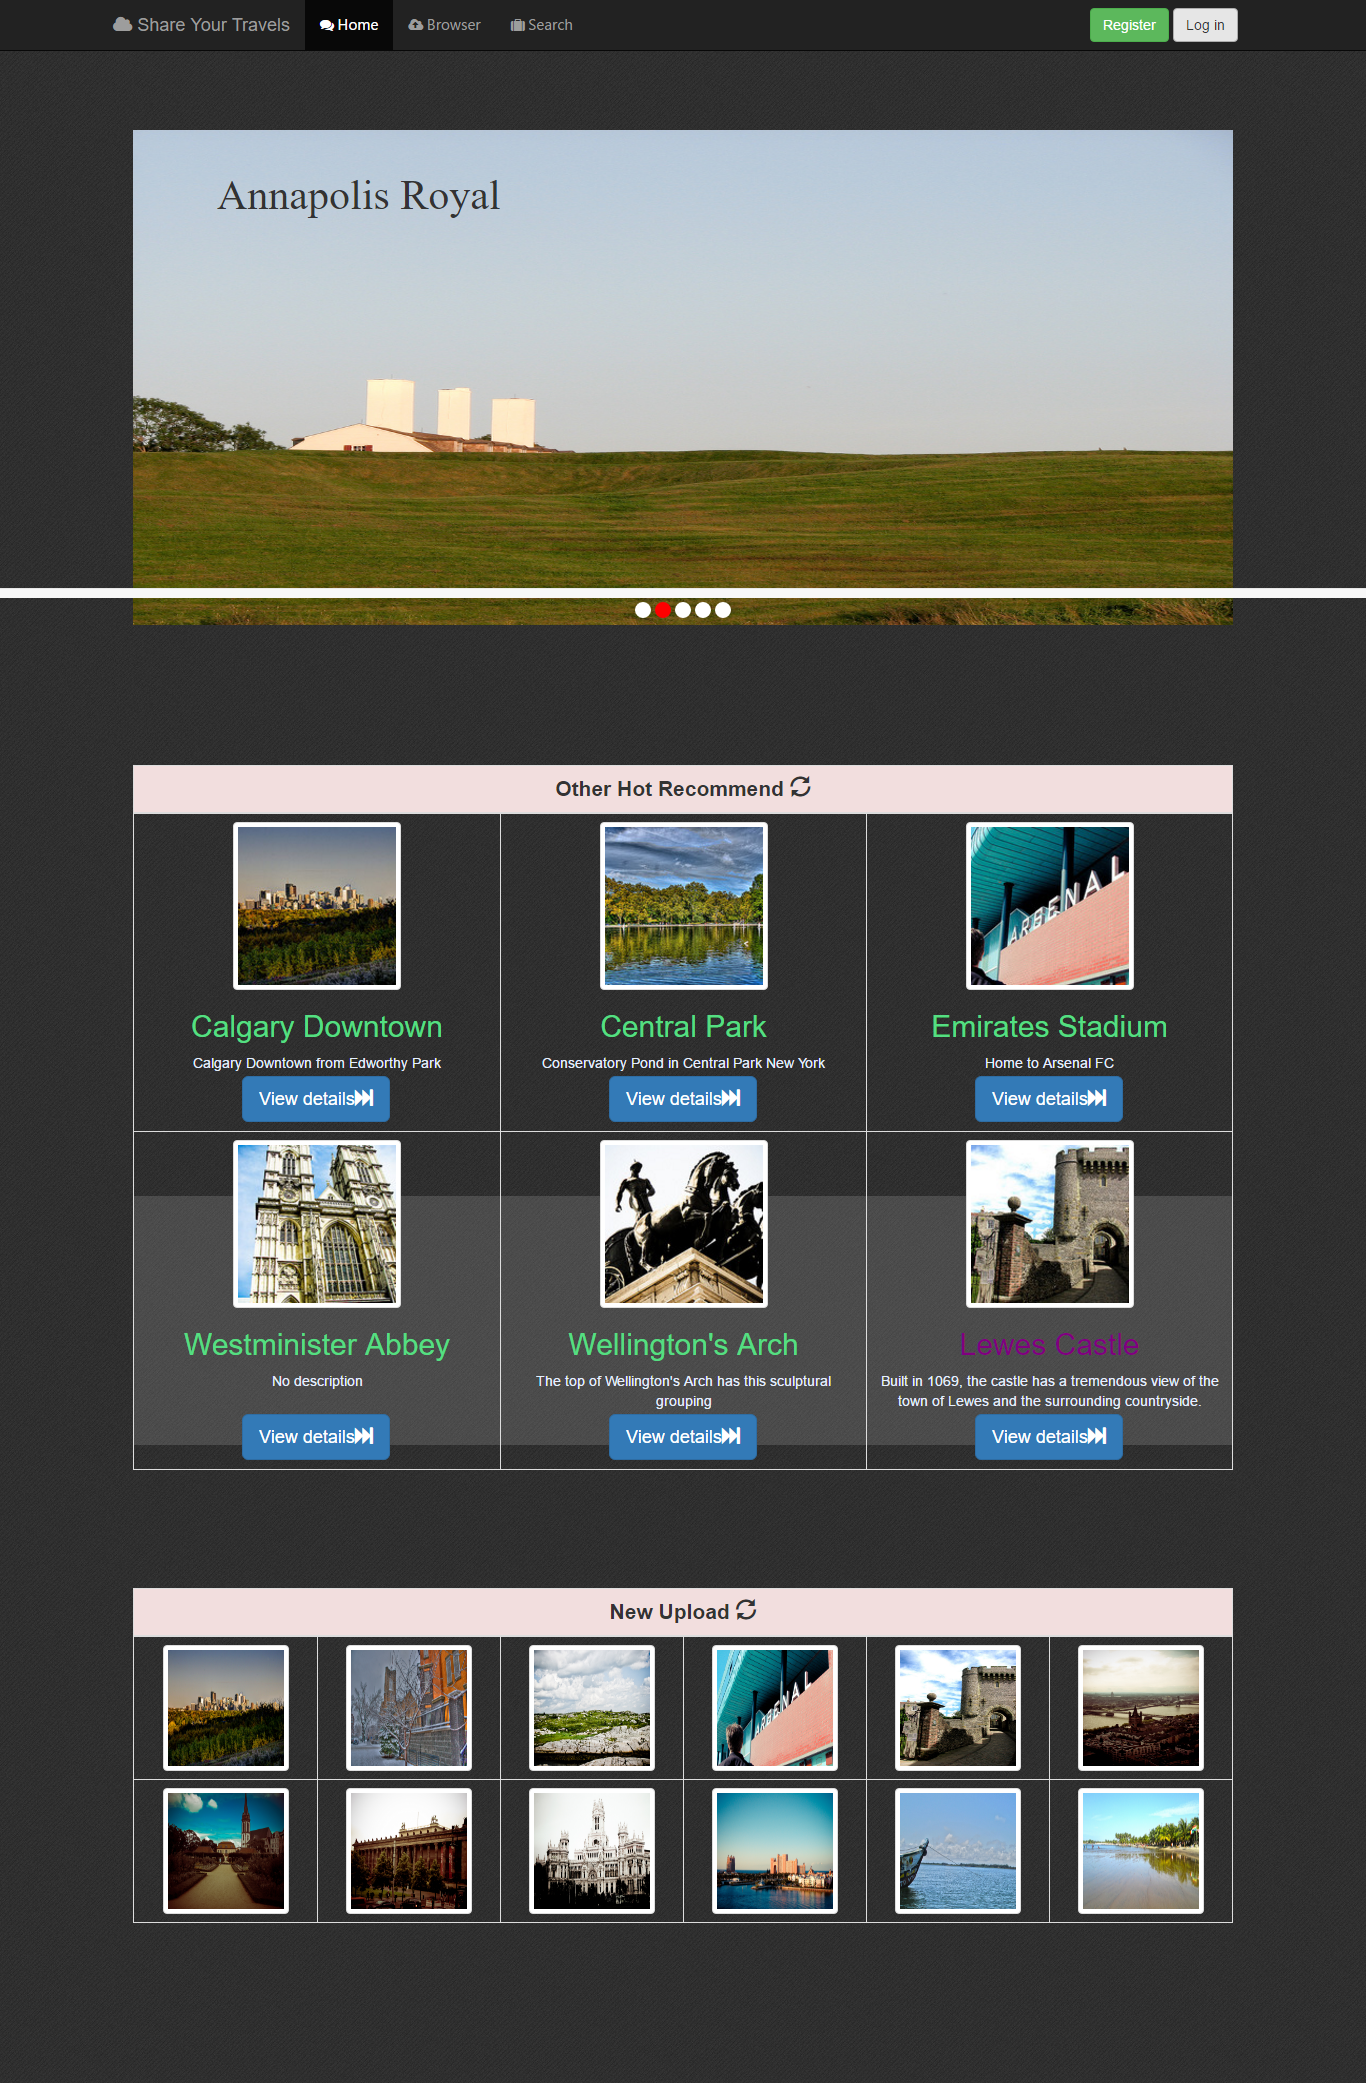 Share Your Travels
Home
Browser
Search
Register
Log in
Annapolis Royal
Other Hot Recommend
ARSENAL
Calgary Downtown
Central Park
Emirates Stadium
Calgary Downtown from Edworthy Park
Conservatory Pond in Central Park New York
Home to Arsenal FC
View details
View details
View details
Westminister Abbey
Wellington's Arch
Lewes Castle
No description
The top of Wellington's Arch has this sculptural
grouping
Built in 1069, the castle has a tremendous view of the
town of Lewes and the surrounding countryside.
View details
View details
View details
New Upload
ARSENAL